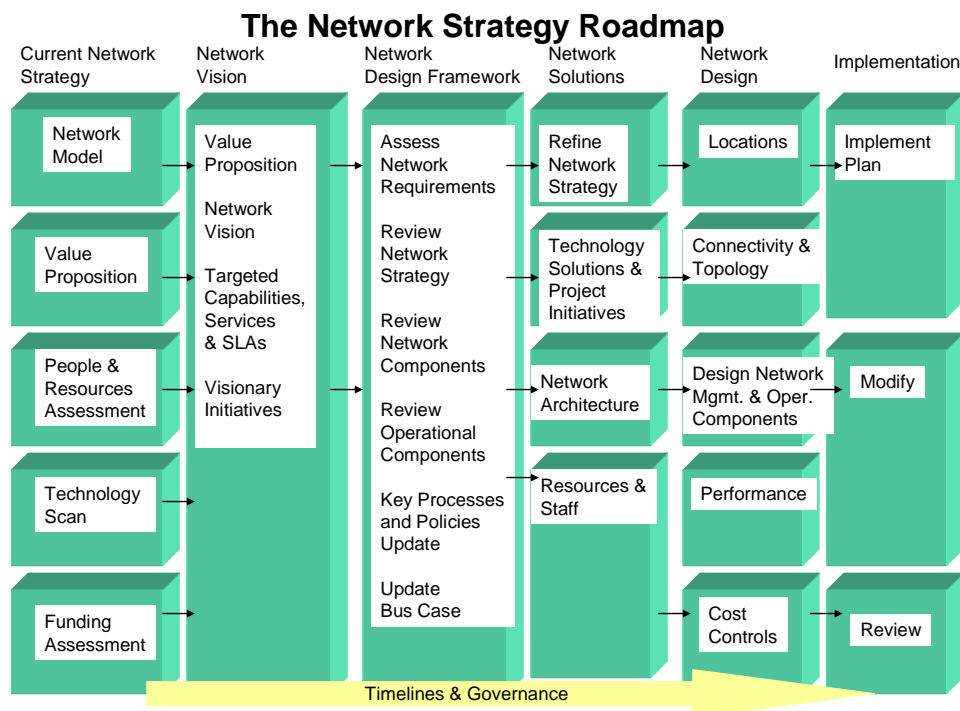 The Network Strategy Roadmap
Current Network
Strategy
Network
Vision
Network
Design Framework
Network
Solutions
Network
Design
Implementation
Network
Model
Value
Proposition
People &
Resources
Assessment
Technology
Scan
Funding
Assessment
Value
Proposition
Network
Vision
Targeted
Capabilities,
Services
& SLAs
Visionary
Initiatives
Assess
Network
Requirements
Review
Network
Strategy
Review
Network
Components
Review
Operational
Components
Key Processes
and Policies
Update
Update
Bus Case
Refine
Network
Strategy
Technology
Solutions &
Project
Initiatives
Network
Architecture
Resources &
Staff
Locations
Connectivity &
Topology
Design Network
Mgmt. & Oper.
Components
Performance
Cost
Controls
Implement
Plan
Modify
Review
Timelines & Governance